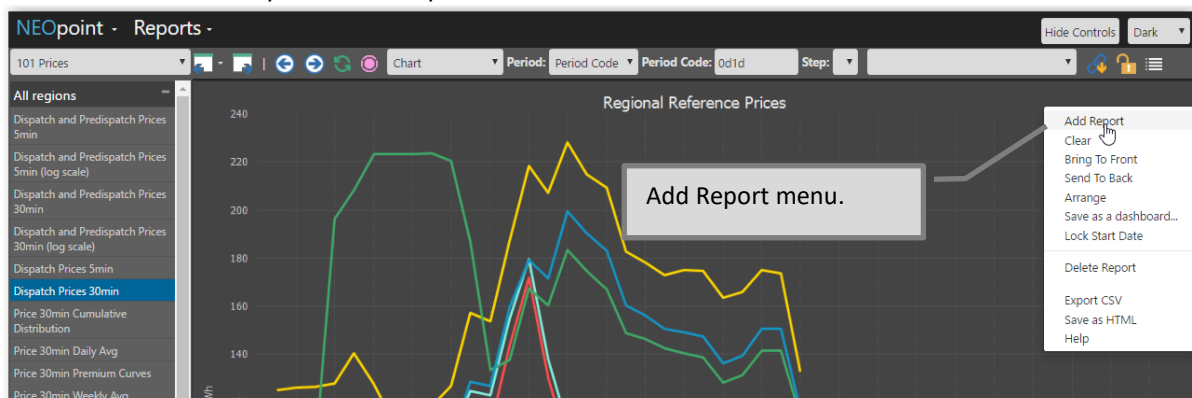 NEOpoint - Reports -
Hide Controls
Dark
101 Prices
Chart
Period:
Period Code
Period Code:
0d1d
Step:
All regions
Dispatch and Predispatch Prices
5min
Dispatch and Predispatch Prices
5min (log scale)
Dispatch and Predispatch Prices
30min
Dispatch and Predispatch Prices
30min (log scale)
Dispatch Prices 5min
Dispatch Prices 30min
Price 30min Cumulative
Distribution
Price 30min Daily Avg
Price 30min Premium Curves
Price 30min Weekly Avg
Regional Reference Prices
240
220
200
180
160
140
Add Report menu.
Add Report
Clear
Bring To Front
Send To Back
Arrange
Save as a dashboard...
Lock Start Date
Delete Report
Export CSV
Save as HTML
Help